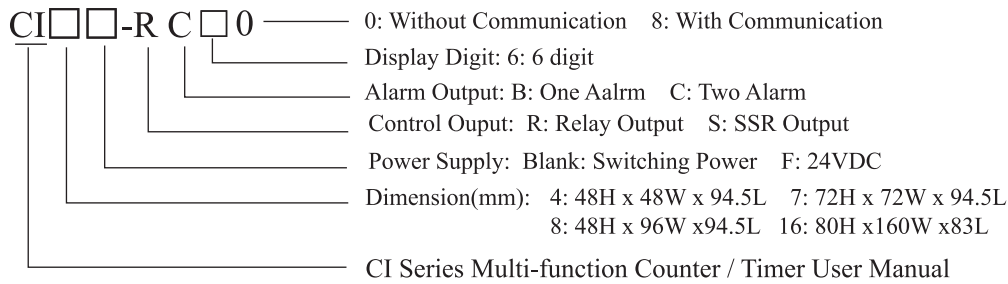 CI□□-R C□0 0: Without Communication 8: With Communication
Display Digit: 6: 6 digit
Alarm Output: B: One Aalrm C: Two Alarm
Control Ouput: R: Relay Output S: SSR Output
Power Supply: Blank: Switching Power F: 24VDC
Dimension(mm): 4: 48H x 48W x 94.5L 7: 72H x 72W x 94.5L
8: 48H x 96W x94.5L 16: 80H x160W x83L
CI Series Multi-function Counter / Timer User Manual